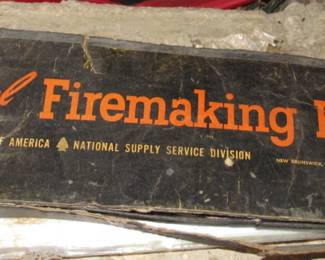 Firemaking
F AMERICA NATIONAL SUPPLY SERVICE DIVISION
NEW BRUNSWICK,